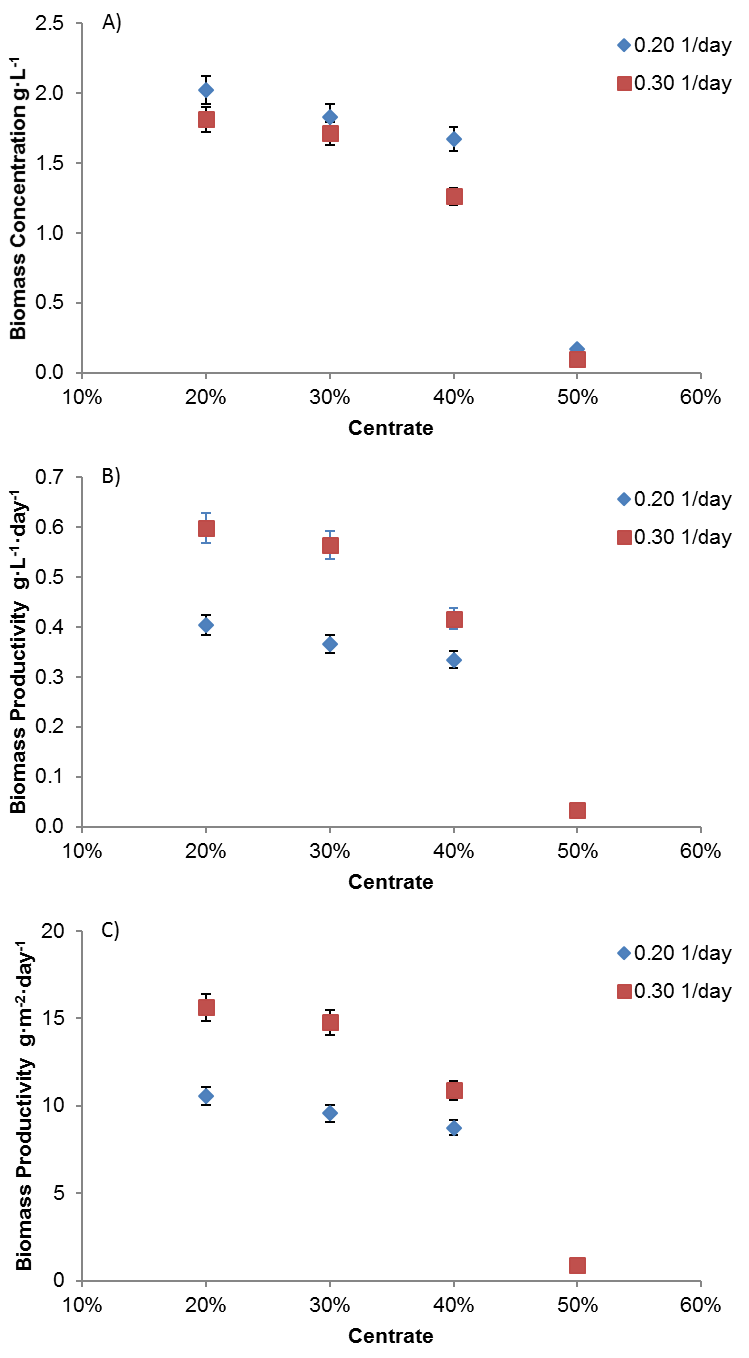 A)
Biomass Concentration g·L⁻¹
2.5
2.0
1.5
1.0
0.5
0.0
10% 20% 30% 40% 50% 60%
Centrate
0.20 1/day
0.30 1/day
B)
Biomass Productivity g·L⁻¹·day⁻¹
0.7
0.6
0.5
0.4
0.3
0.2
0.1
0.0
10% 20% 30% 40% 50% 60%
Centrate
0.20 1/day
0.30 1/day
C)
Biomass Productivity g·m⁻²·day⁻¹
20
15
10
5
0
10% 20% 30% 40% 50% 60%
Centrate
0.20 1/day
0.30 1/day